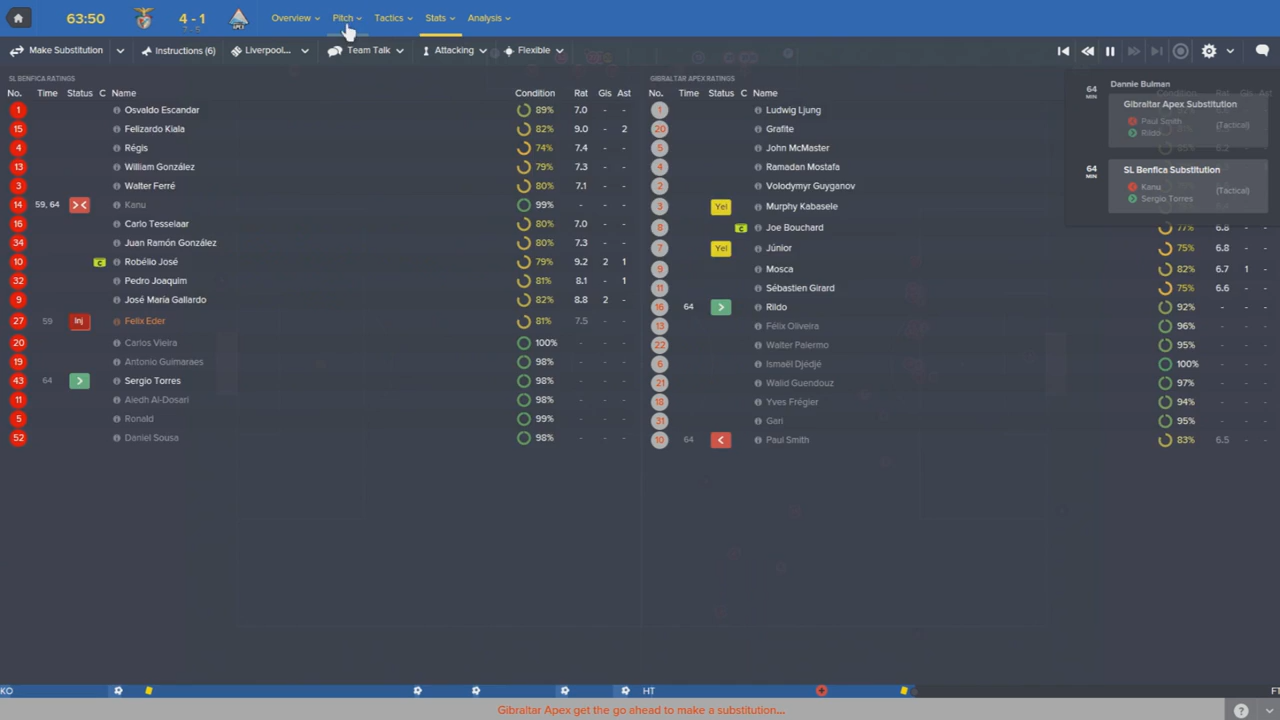 63:50 4 - 1 Overview Pitch Tactics Stats Analysis
Make Substitution Instructions (6) Liverpool... Team Talk Attacking Flexible
SL BENFICA RATINGS
No. Time Status C Name Condition Rat Gls Ast
1 Osvaldo Escandar 89% 7.0 - -
15 Felizardo Kiala 82% 9.0 - 2
4 Régis 74% 7.4 - -
13 William González 79% 7.3 - -
3 Walter Ferré 80% 7.1 - -
14 59, 64 Kanu 99% - - -
16 Carlo Tesselaar 80% 7.0 - -
34 Juan Ramón González 80% 7.3 - -
10 C Robélio José 79% 9.2 2 1
32 Pedro Joaquim 81% 8.1 - 1
9 José María Gallardo 82% 8.8 2 -
27 59 Inj Felix Eder 81% 7.5 - -
20 Carlos Vieira 100% - - -
19 Antonio Guimaraes 98% - - -
43 64 Sergio Torres 98% - - -
11 Aiedh Al-Dosari 98% - - -
5 Ronald 99% - - -
52 Daniel Sousa 98% - - -
GIBRALTAR APEX RATINGS
No. Time Status C Name Condition Rat Gls Ast
1 Ludwig Ljung
20 Grafite
5 John McMaster
4 Ramadan Mostafa
2 Volodymyr Guyganov
3 Yel Murphy Kabasele
8 C Joe Bouchard 77% 6.8 - -
7 Yel Júnior 75% 6.8 - -
9 Mosca 82% 6.7 1 -
11 Sébastien Girard 75% 6.6 - -
16 64 Rildo 92% - - -
13 Félix Oliveira 96% - - -
22 Walter Palermo 95% - - -
6 Ismaël Djédjé 100% - - -
21 Walid Guendouz 97% - - -
18 Yves Frégier 94% - - -
31 Gari 95% - - -
10 64 Paul Smith 83% 6.5 - -
Dannie Bulman
64 MIN Gibraltar Apex Substitution
Paul Smith (Tactical)
Rildo
64 MIN SL Benfica Substitution
Kanu (Tactical)
Sergio Torres
KO HT FT
Gibraltar Apex get the go ahead to make a substitution...